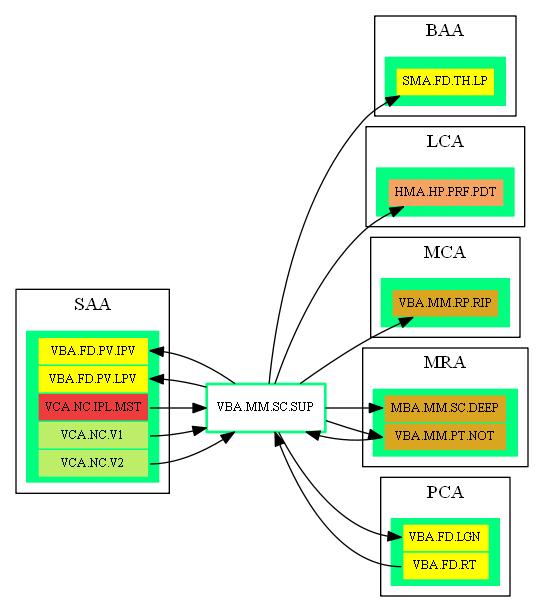 BAA
SMA.FD.TH.LP
LCA
HMA.HP.PRF.PDT
MCA
VBA.MM.RP.RIP
SAA
VBA.FD.PV.IPV
VBA.FD.PV.LPV
VCA.NC.IPL.MST
VCA.NC.V1
VCA.NC.V2
VBA.MM.SC.SUP
MRA
MBA.MM.SC.DEEP
VBA.MM.PT.NOT
PCA
VBA.FD.LGN
VBA.FD.RT